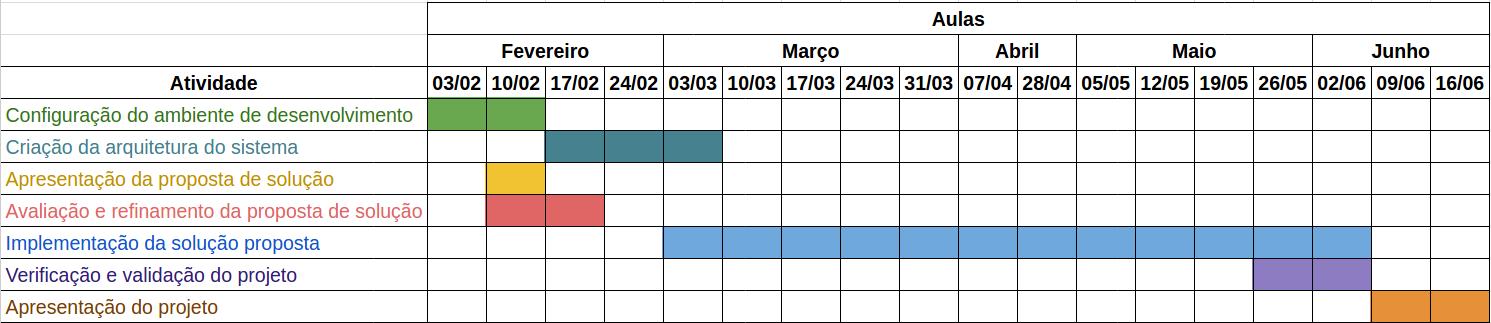 Aulas
Fevereiro Março Abril Maio Junho
Atividade 03/02 10/02 17/02 24/02 03/03 10/03 17/03 24/03 31/03 07/04 28/04 05/05 12/05 19/05 26/05 02/06 09/06 16/06
Configuração do ambiente de desenvolvimento
Criação da arquitetura do sistema
Apresentação da proposta de solução
Avaliação e refinamento da proposta de solução
Implementação da solução proposta
Verificação e validação do projeto
Apresentação do projeto